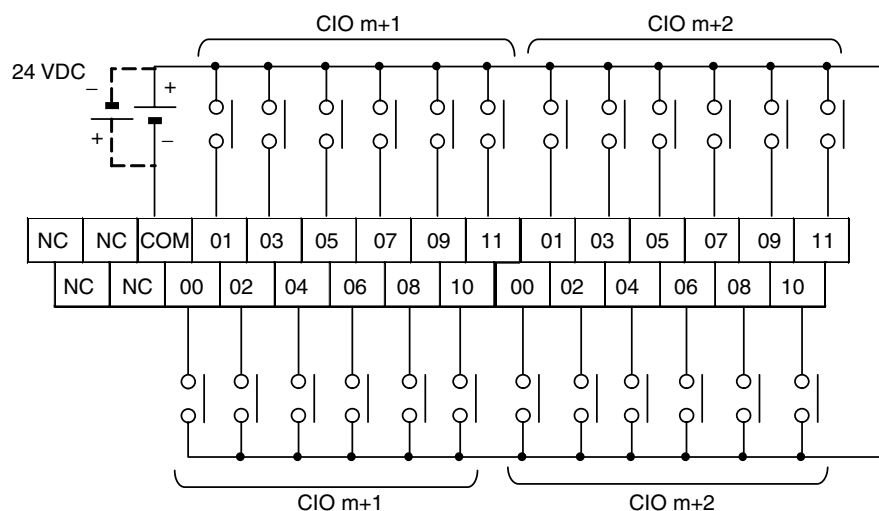 CIO m+1 CIO m+2
24 VDC
– +
+ –
NC NC COM 01 03 05 07 09 11 01 03 05 07 09 11
NC NC 00 02 04 06 08 10 00 02 04 06 08 10
CIO m+1 CIO m+2